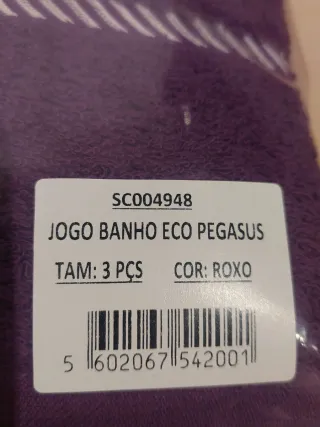 SC004948
JOGO BANHO ECO PEGASUS
TAM: 3 PÇS COR: ROXO
5 602067 542001